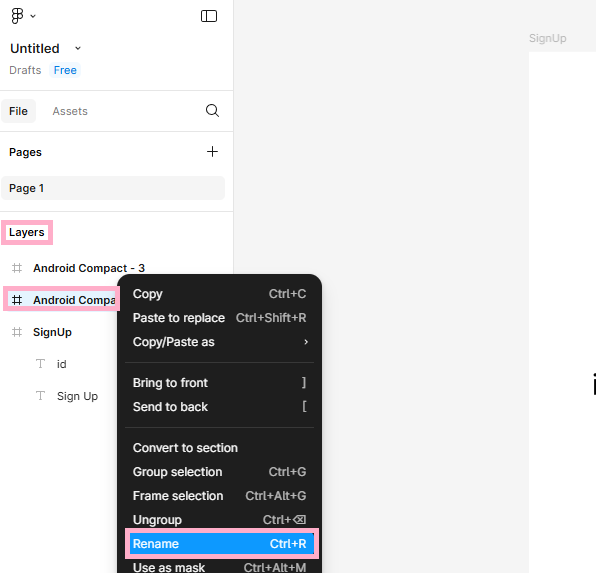 Untitled
Drafts Free
File Assets
Pages
Page 1
Layers
Android Compact - 3
Android Compa
SignUp
id
Sign Up
Copy Ctrl+C
Paste to replace Ctrl+Shift+R
Copy/Paste as
Bring to front ]
Send to back [
Convert to section
Group selection Ctrl+G
Frame selection Ctrl+Alt+G
Ungroup Ctrl+⌫
Rename Ctrl+R
Use as mask Ctrl+Alt+M
SignUp
i